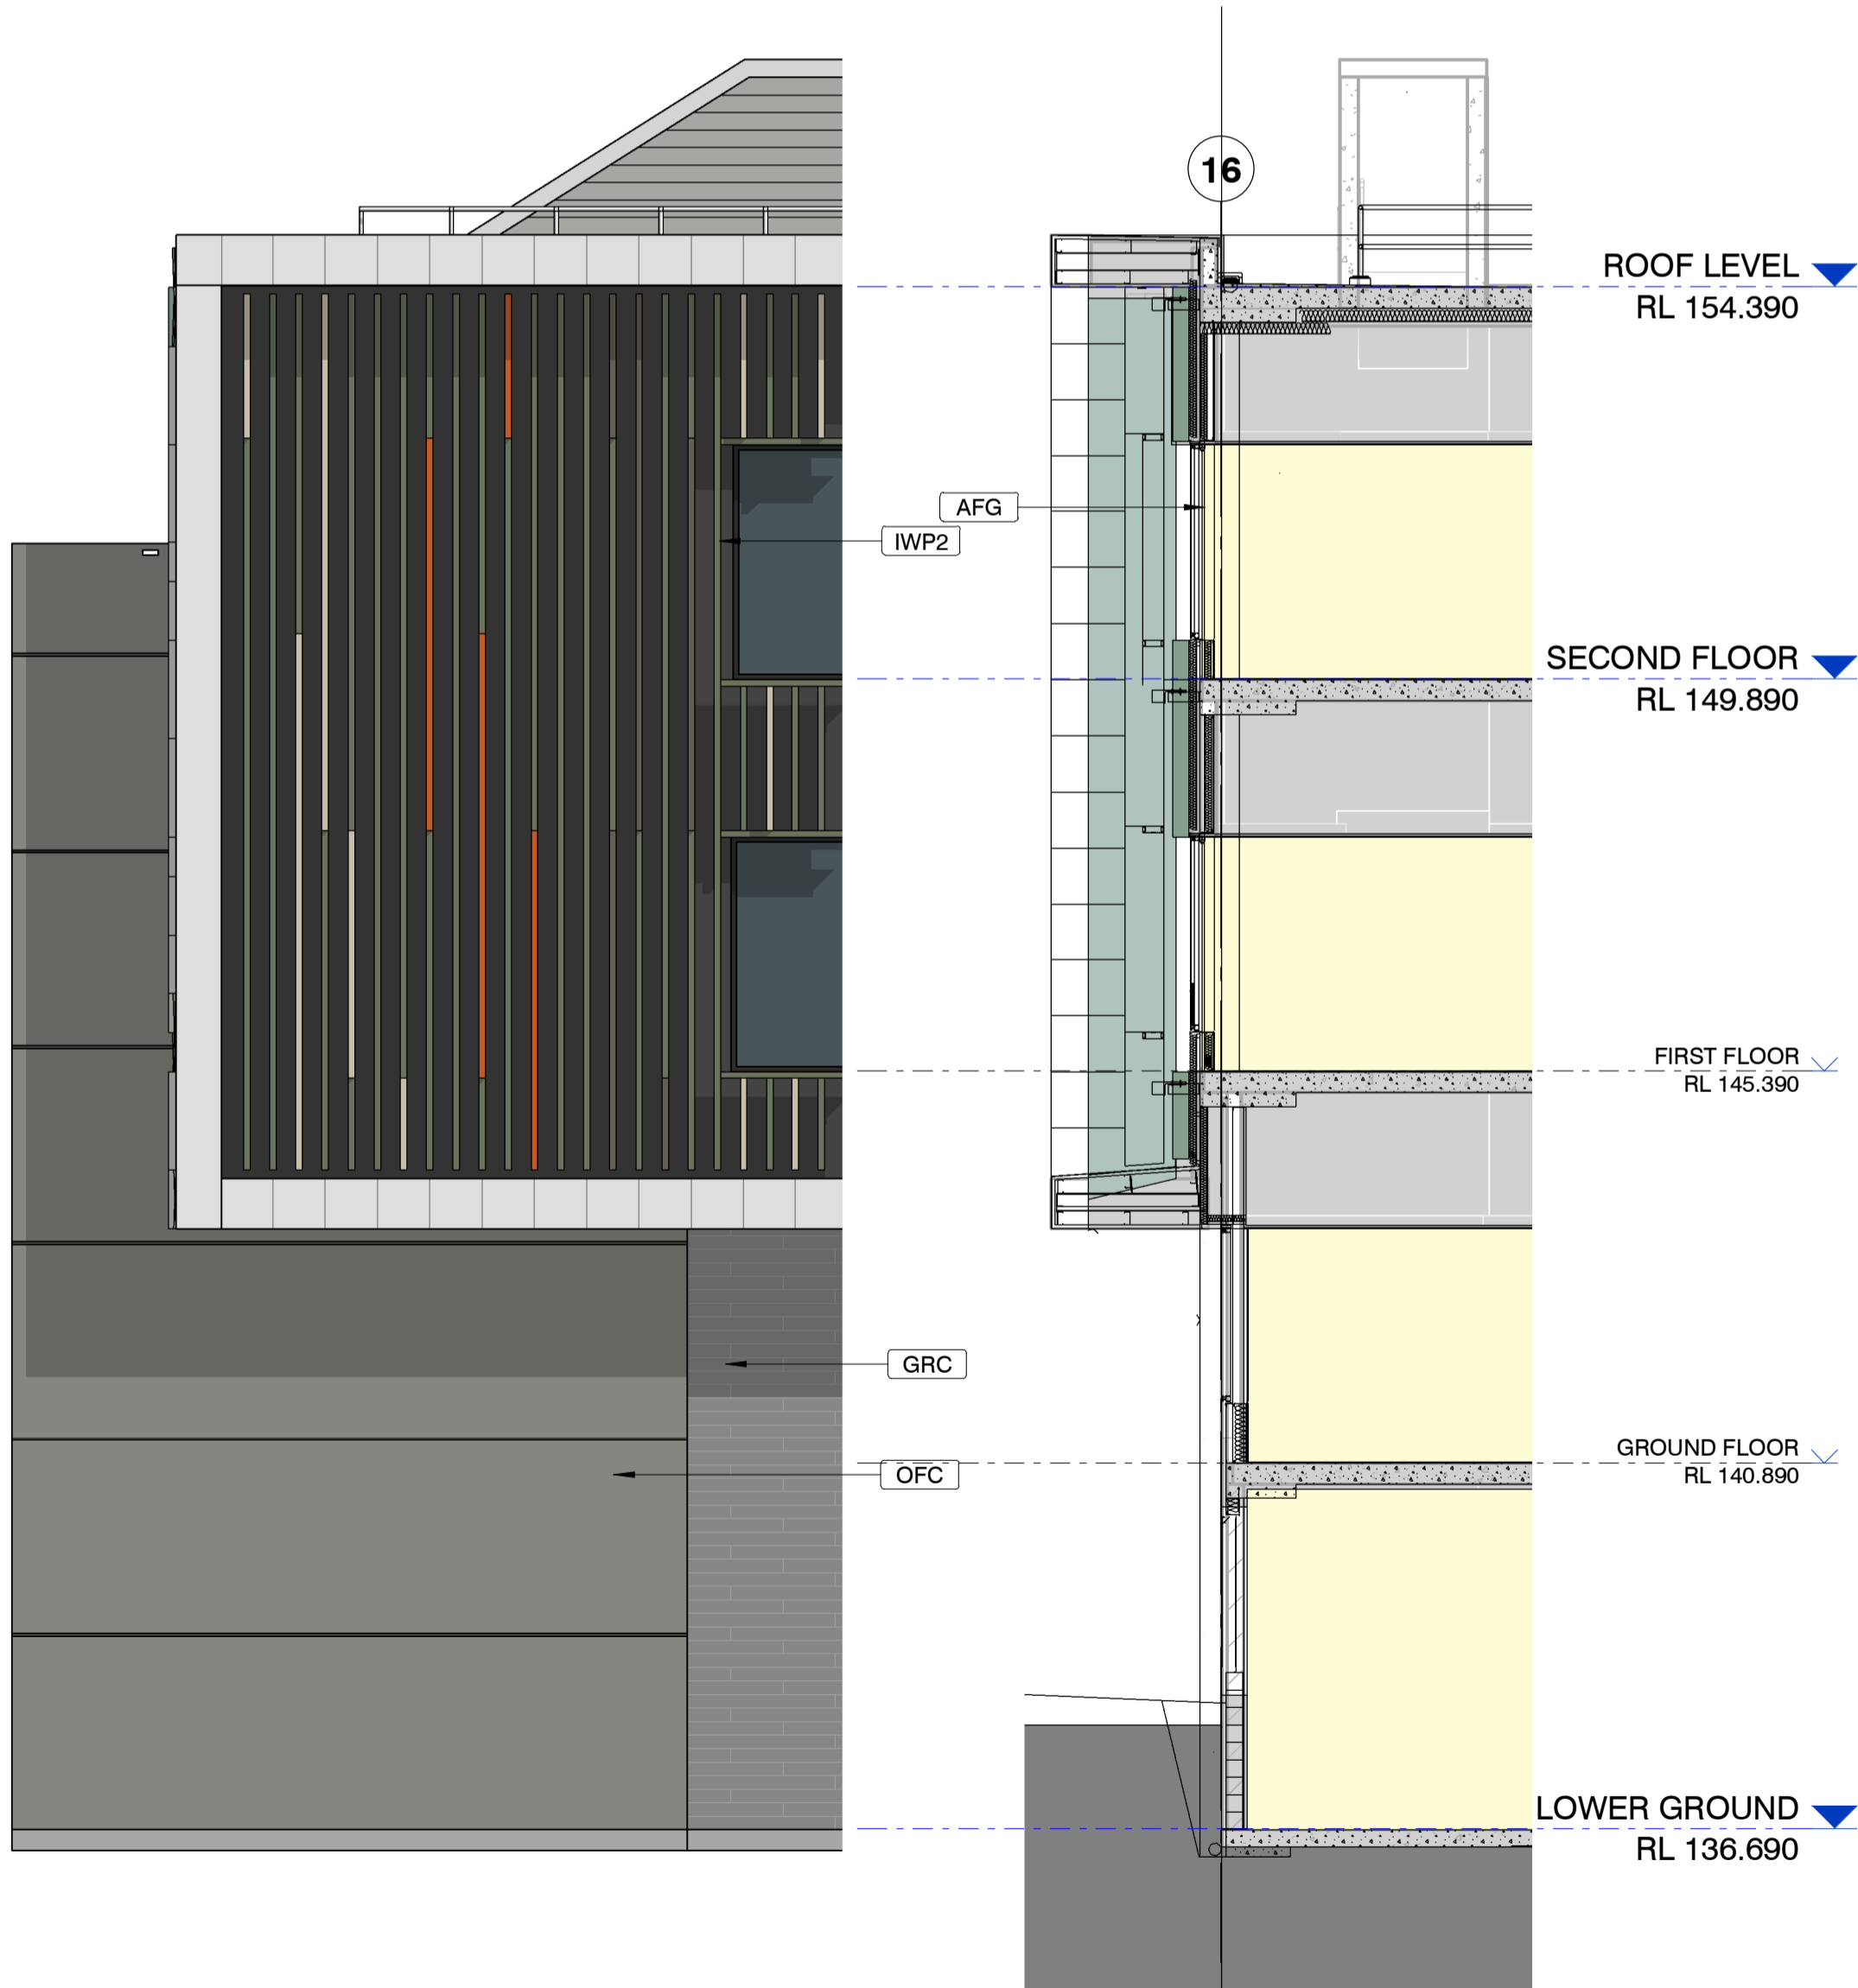 16
ROOF LEVEL
RL 154.390
AFG
IWP2
SECOND FLOOR
RL 149.890
FIRST FLOOR
RL 145.390
GRC
GROUND FLOOR
RL 140.890
OFC
LOWER GROUND
RL 136.690